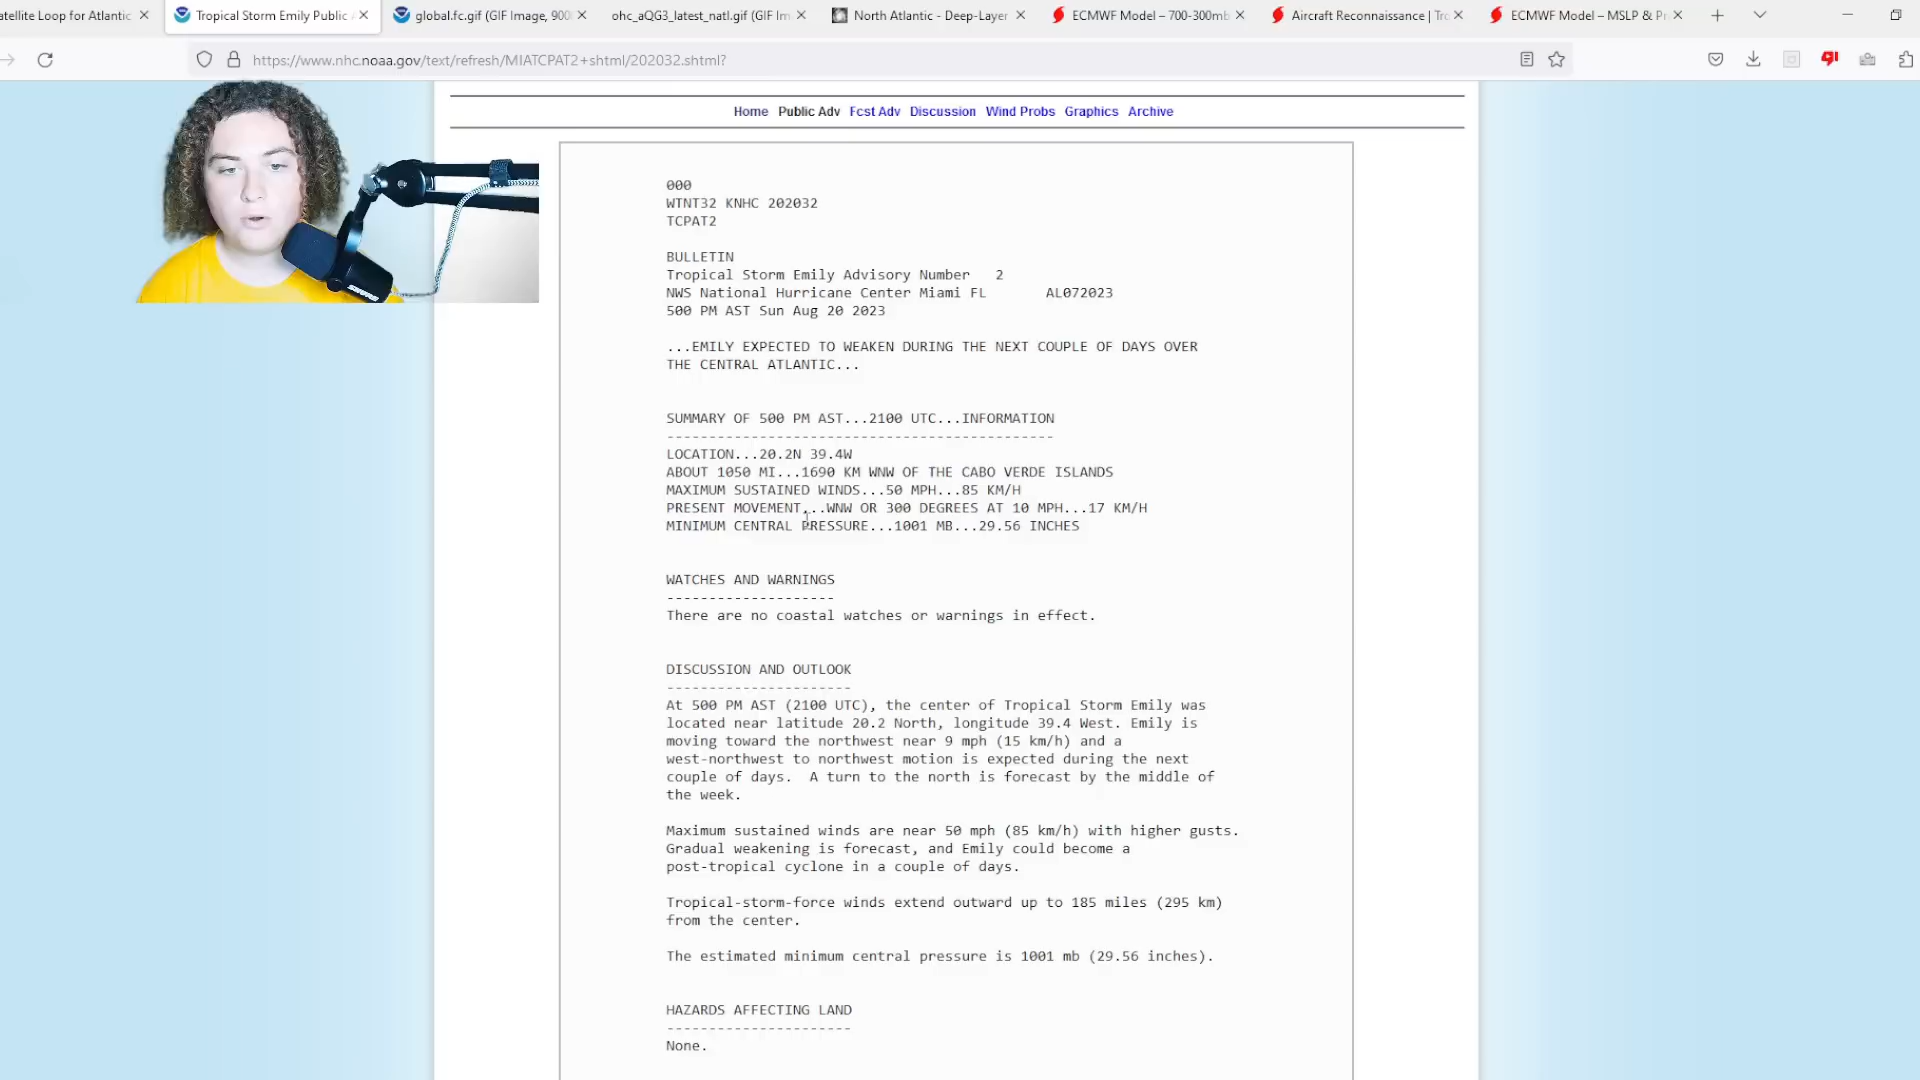 atellite Loop for Atlantic
Tropical Storm Emily Public
global.fc.gif (GIF Image, 900
ohc_aQG3_latest_natl.gif (GIF Im
North Atlantic - Deep-Layer
ECMWF Model – 700-300mb
Aircraft Reconnaissance | Tro
ECMWF Model – MSLP & Pr
https://www.nhc.noaa.gov/text/refresh/MIATCPAT2+shtml/202032.shtml?
Home Public Adv Fcst Adv Discussion Wind Probs Graphics Archive
000
WTNT32 KNHC 202032
TCPAT2
BULLETIN
Tropical Storm Emily Advisory Number 2
NWS National Hurricane Center Miami FL AL072023
500 PM AST Sun Aug 20 2023
...EMILY EXPECTED TO WEAKEN DURING THE NEXT COUPLE OF DAYS OVER
THE CENTRAL ATLANTIC...
SUMMARY OF 500 PM AST...2100 UTC...INFORMATION
----------------------------------------------
LOCATION...20.2N 39.4W
ABOUT 1050 MI...1690 KM WNW OF THE CABO VERDE ISLANDS
MAXIMUM SUSTAINED WINDS...50 MPH...85 KM/H
PRESENT MOVEMENT...WNW OR 300 DEGREES AT 10 MPH...17 KM/H
MINIMUM CENTRAL PRESSURE...1001 MB...29.56 INCHES
WATCHES AND WARNINGS
--------------------
There are no coastal watches or warnings in effect.
DISCUSSION AND OUTLOOK
----------------------
At 500 PM AST (2100 UTC), the center of Tropical Storm Emily was
located near latitude 20.2 North, longitude 39.4 West. Emily is
moving toward the northwest near 9 mph (15 km/h) and a
west-northwest to northwest motion is expected during the next
couple of days. A turn to the north is forecast by the middle of
the week.
Maximum sustained winds are near 50 mph (85 km/h) with higher gusts.
Gradual weakening is forecast, and Emily could become a
post-tropical cyclone in a couple of days.
Tropical-storm-force winds extend outward up to 185 miles (295 km)
from the center.
The estimated minimum central pressure is 1001 mb (29.56 inches).
HAZARDS AFFECTING LAND
----------------------
None.